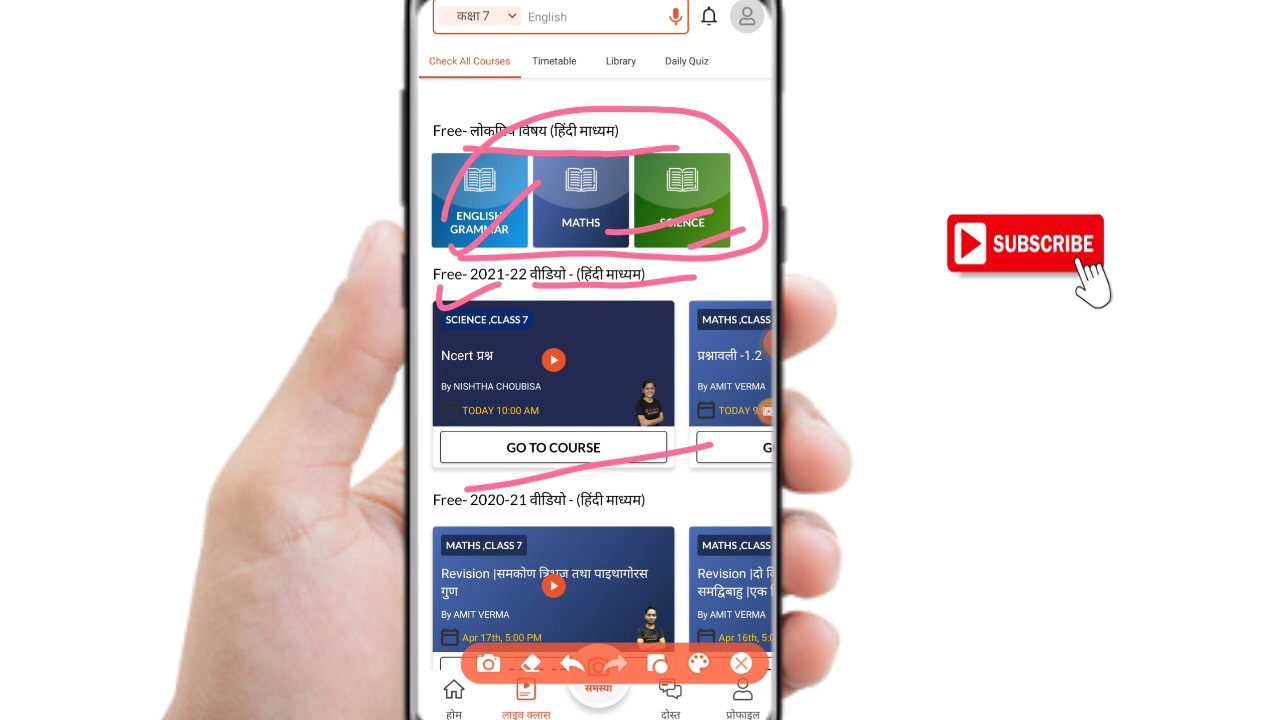 कक्षा 7 English
Check All Courses Timetable Library Daily Quiz
Free- लोकप्रिय विषय (हिंदी माध्यम)
ENGLISH GRAMMAR
MATHS
SCIENCE
Free- 2021-22 वीडियो - (हिंदी माध्यम)
SCIENCE ,CLASS 7
Ncert प्रश्न
By NISHTHA CHOUBISA
TODAY 10:00 AM
GO TO COURSE
MATHS ,CLASS
प्रश्नावली -1.2
By AMIT VERMA
TODAY 9
G
Free- 2020-21 वीडियो - (हिंदी माध्यम)
MATHS ,CLASS 7
Revision |समकोण त्रिभुज तथा पाइथागोरस
गुण
By AMIT VERMA
Apr 17th, 5:00 PM
MATHS ,CLASS
Revision |दो
समद्विबाहु |एक
By AMIT VERMA
Apr 16th, 5:0
समस्या
होम लाइव क्लास दोस्त प्रोफाइल
SUBSCRIBE